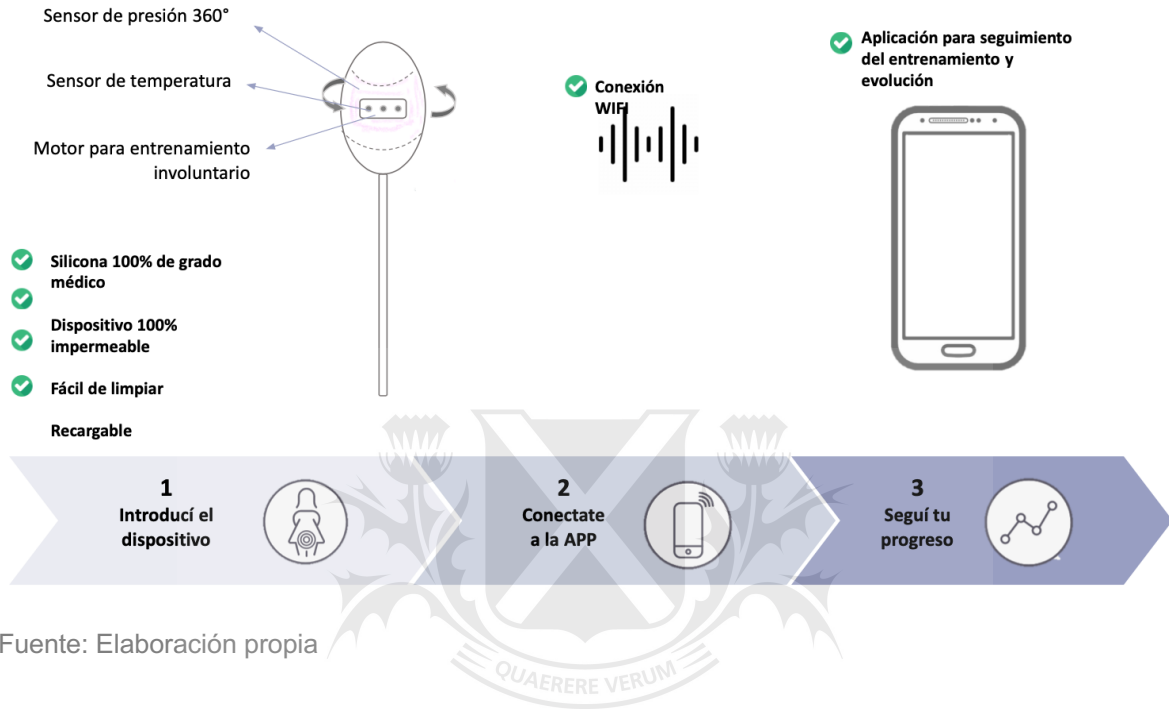 Sensor de presión 360°
Sensor de temperatura
Motor para entrenamiento
involuntario
Conexión
WIFI
Aplicación para seguimiento
del entrenamiento y
evolución
Silicona 100% de grado
médico
Dispositivo 100%
impermeable
Fácil de limpiar
Recargable
1
Introducí el
dispositivo
2
Conectate
a la APP
3
Seguí tu
progreso
Fuente: Elaboración propia
QUAERERE VERUM